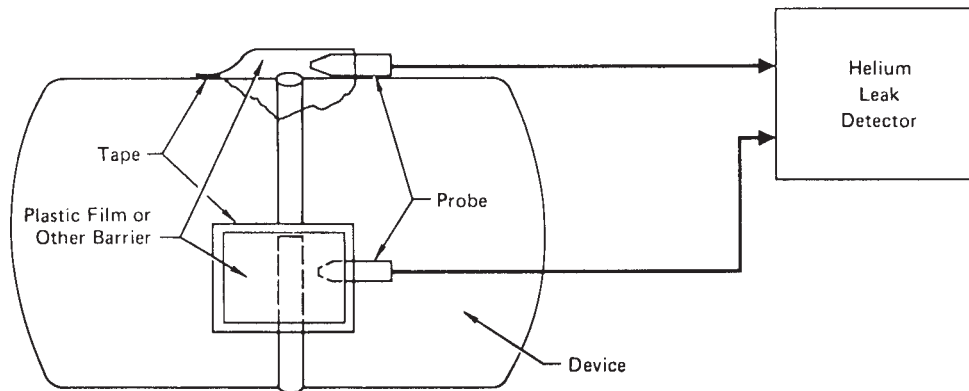 Helium
Leak
Detector
Tape
Plastic Film or
Other Barrier
Probe
Device